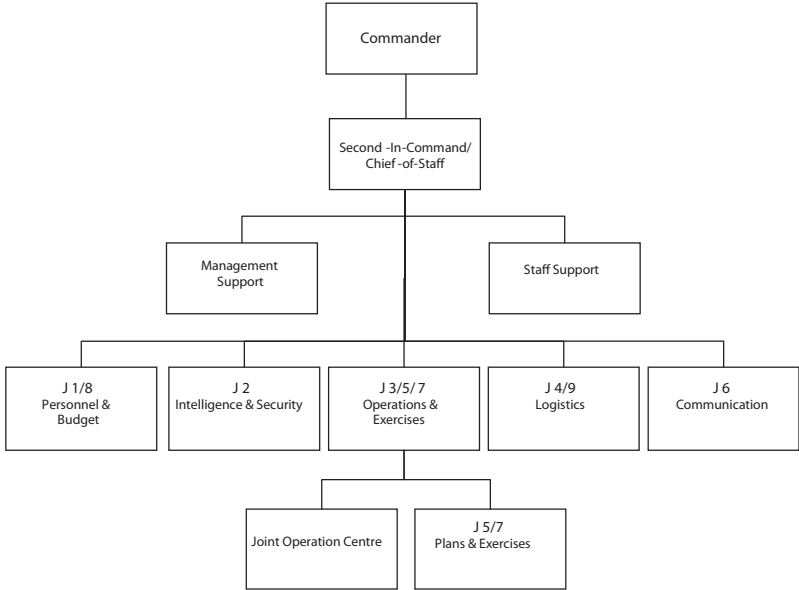 Commander
Second -In-Command/
Chief -of-Staff
Management
Support
Staff Support
J 1/8
Personnel &
Budget
J 2
Intelligence & Security
J 3/5/ 7
Operations &
Exercises
J 4/9
Logistics
J 6
Communication
Joint Operation Centre
J 5/7
Plans & Exercises